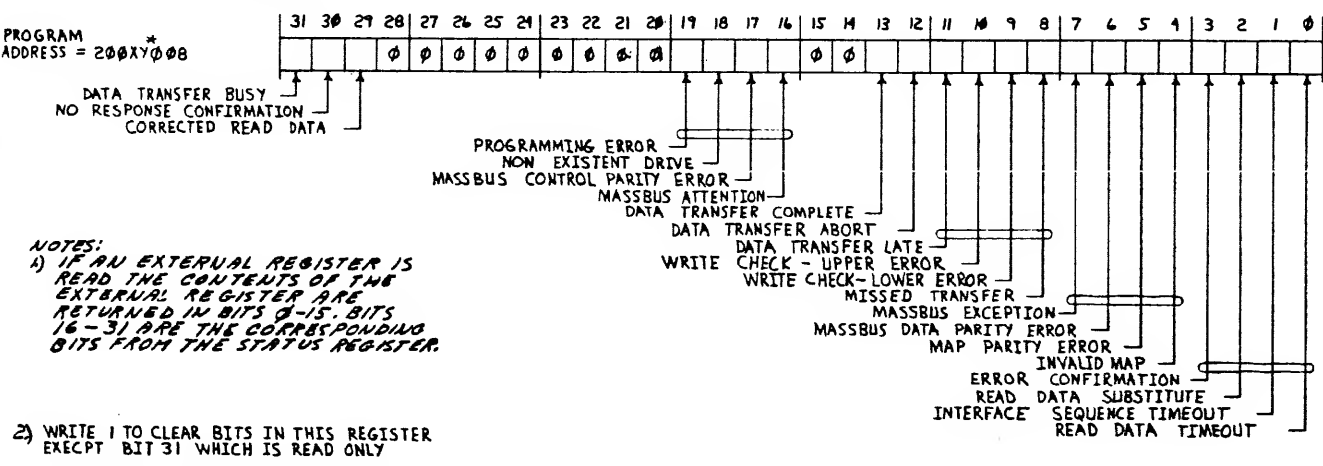 PROGRAM
ADDRESS = 2ØØXYØØ8
*
31 3Ø 29 28 27 26 25 24 23 22 21 2Ø 19 18 17 16 15 14 13 12 11 1Ø 9 8 7 6 5 4 3 2 1 Ø
Ø Ø Ø Ø Ø Ø Ø Ø Ø Ø Ø
DATA TRANSFER BUSY
NO RESPONSE CONFIRMATION
CORRECTED READ DATA
PROGRAMMING ERROR
NON EXISTENT DRIVE
MASSBUS CONTROL PARITY ERROR
MASSBUS ATTENTION
DATA TRANSFER COMPLETE
DATA TRANSFER ABORT
DATA TRANSFER LATE
WRITE CHECK - UPPER ERROR
WRITE CHECK-LOWER ERROR
MISSED TRANSFER
MASSBUS EXCEPTION
MASSBUS DATA PARITY ERROR
MAP PARITY ERROR
INVALID MAP
ERROR CONFIRMATION
READ DATA SUBSTITUTE
INTERFACE SEQUENCE TIMEOUT
READ DATA TIMEOUT
NOTES:
1) IF AN EXTERNAL REGISTER IS
READ THE CONTENTS OF THE
EXTERNAL REGISTER ARE
RETURNED IN BITS Ø-15. BITS
16-31 ARE THE CORRESPONDING
BITS FROM THE STATUS REGISTER.
2) WRITE 1 TO CLEAR BITS IN THIS REGISTER
EXECPT BIT 31 WHICH IS READ ONLY